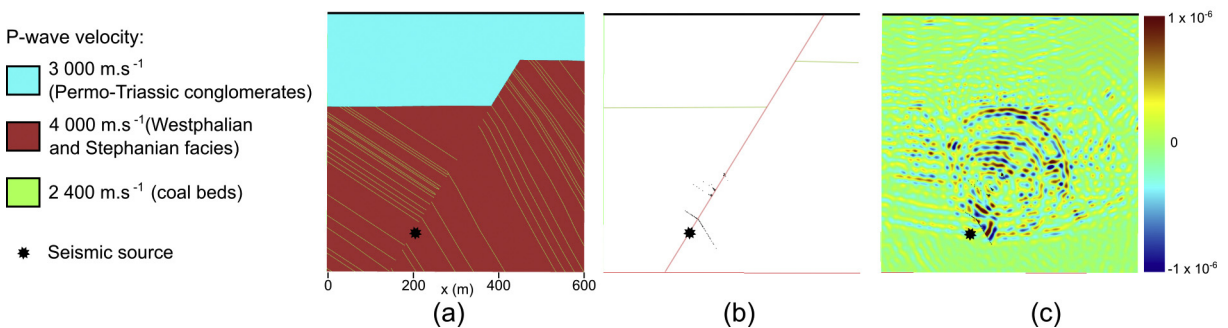 P-wave velocity:
3 000 m.s⁻¹
(Permo-Triassic conglomerates)
4 000 m.s⁻¹(Westphalian
and Stephanian facies)
2 400 m.s⁻¹ (coal beds)
Seismic source
0 200 400 600
x (m)
(a)
(b)
(c)
1 x 10⁻⁶
0
-1 x 10⁻⁶